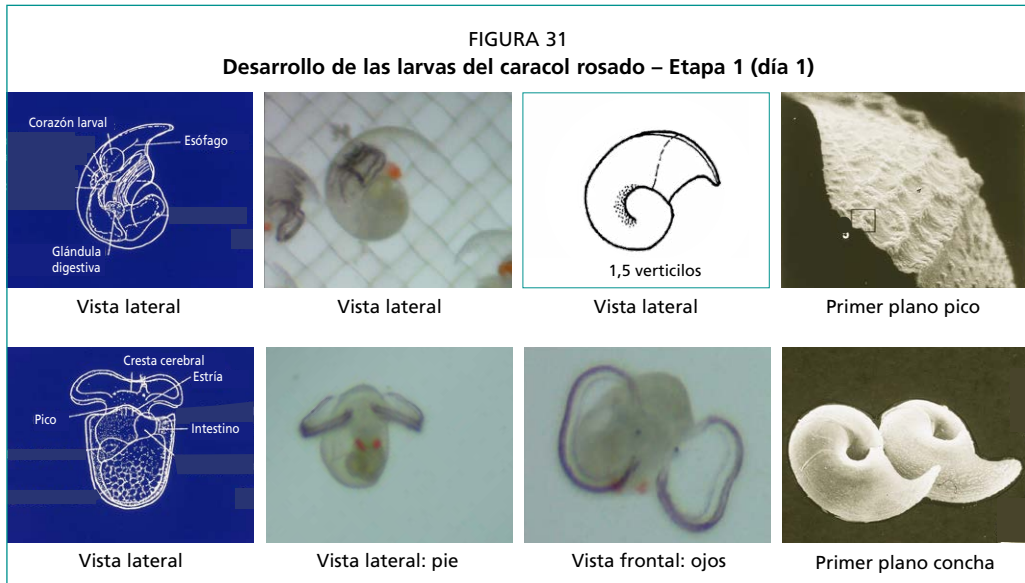 FIGURA 31
Desarrollo de las larvas del caracol rosado – Etapa 1 (día 1)
Corazón larval
Esófago
Glándula
digestiva
1,5 verticilos
Vista lateral
Vista lateral
Vista lateral
Primer plano pico
Cresta cerebral
Estría
Pico
Intestino
Vista lateral
Vista lateral: pie
Vista frontal: ojos
Primer plano concha